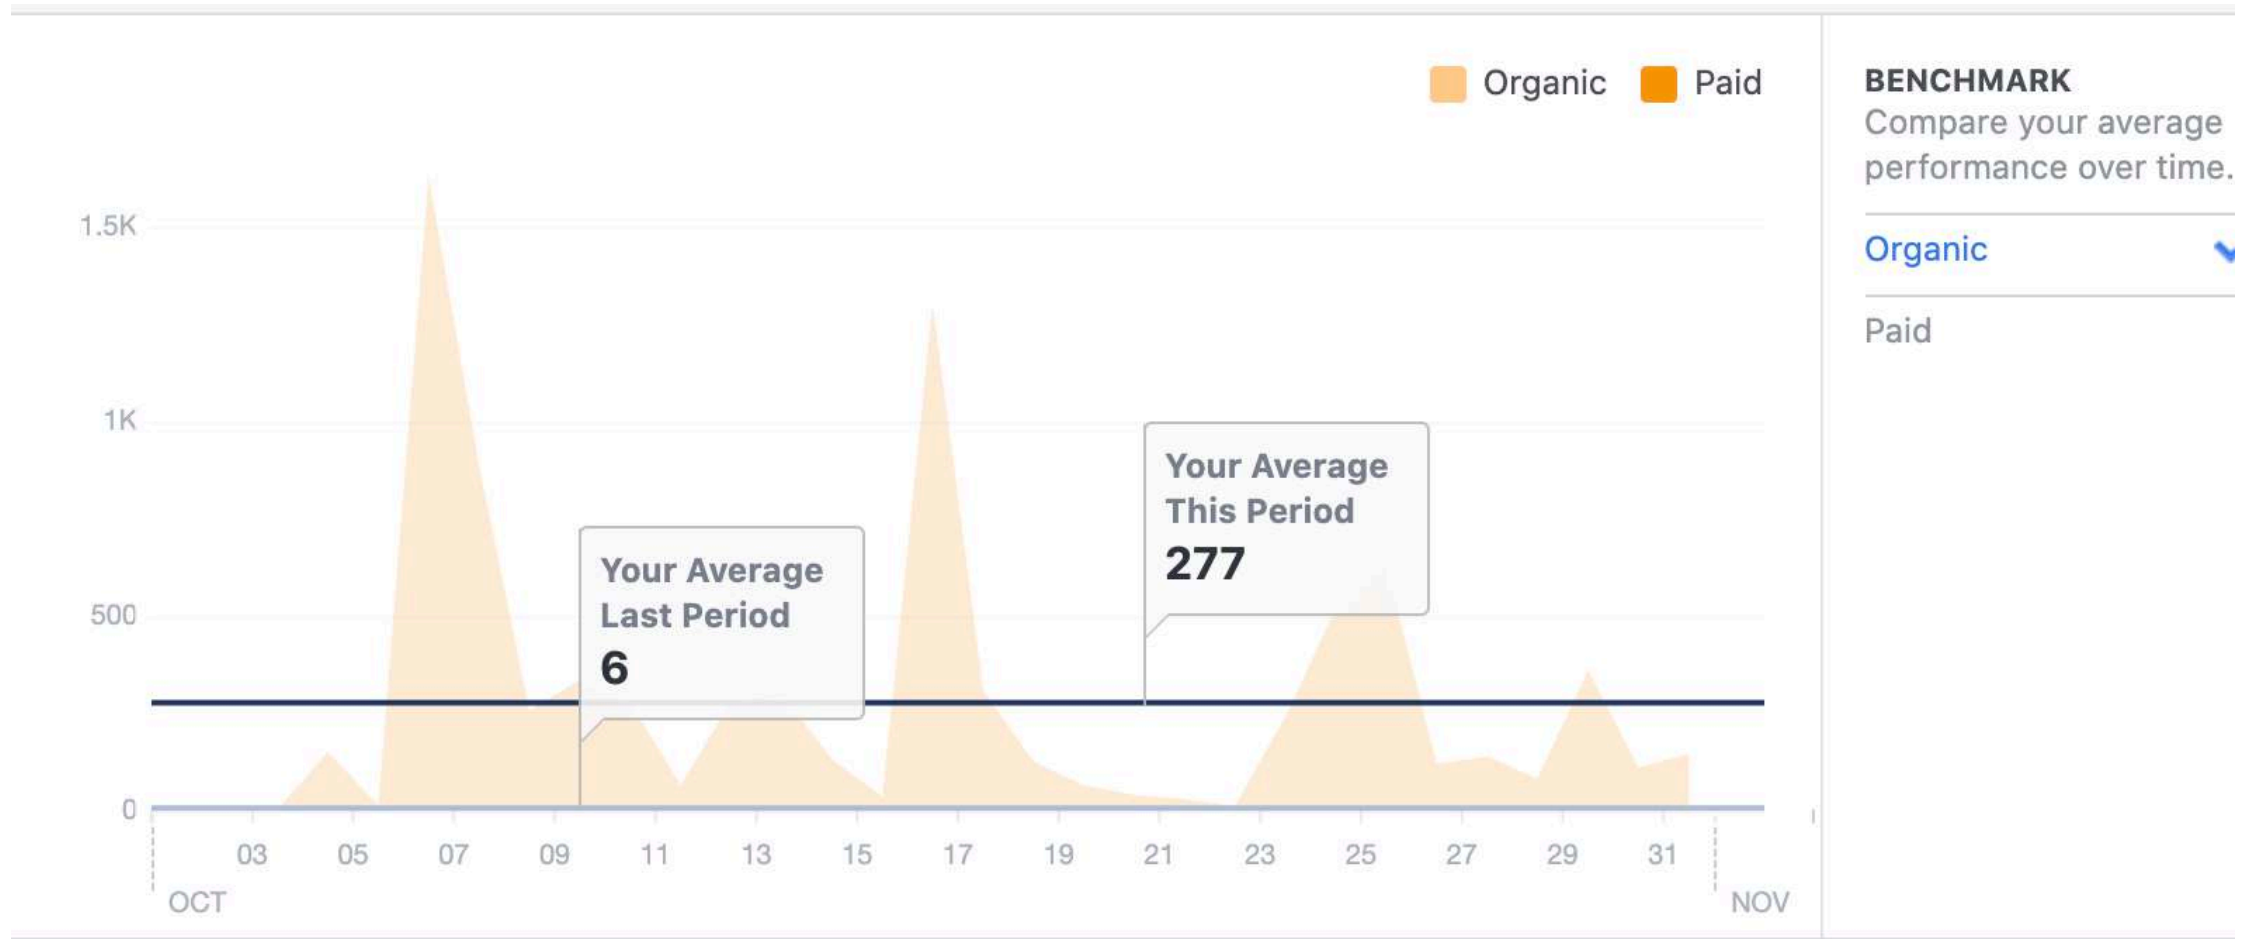 Organic Paid
1.5K
1K
500
0
Your Average
Last Period
6
Your Average
This Period
277
03 05 07 09 11 13 15 17 19 21 23 25 27 29 31
OCT NOV
BENCHMARK
Compare your average
performance over time.
Organic
Paid